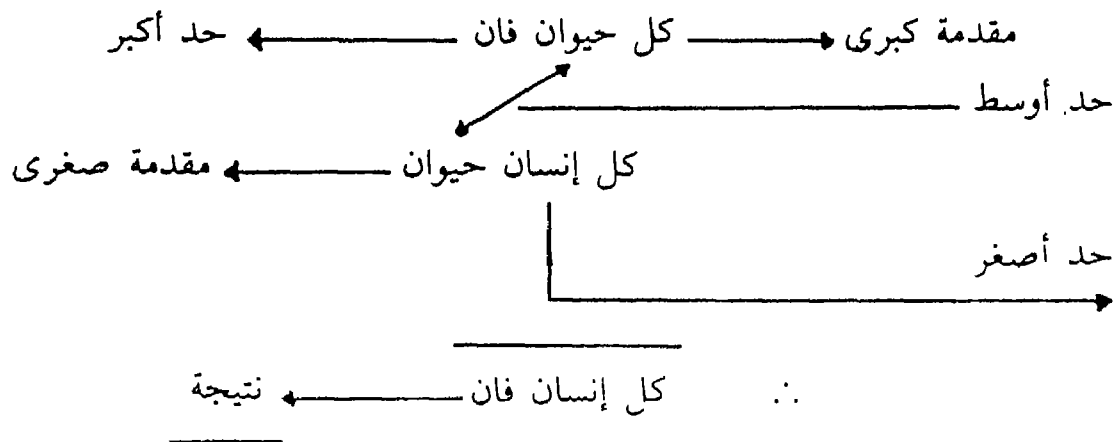 مقدمة كبرى كل حيوان فان حد أكبر
حد أوسط
كل إنسان حيوان مقدمة صغرى
حد أصغر
∴ كل إنسان فان نتيجة